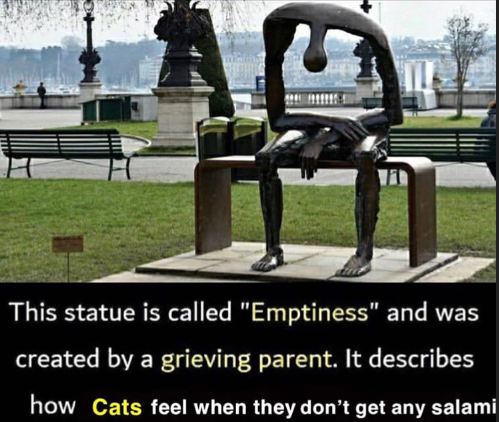 This statue is called "Emptiness" and was
created by a grieving parent. It describes
how Cats feel when they don't get any salami